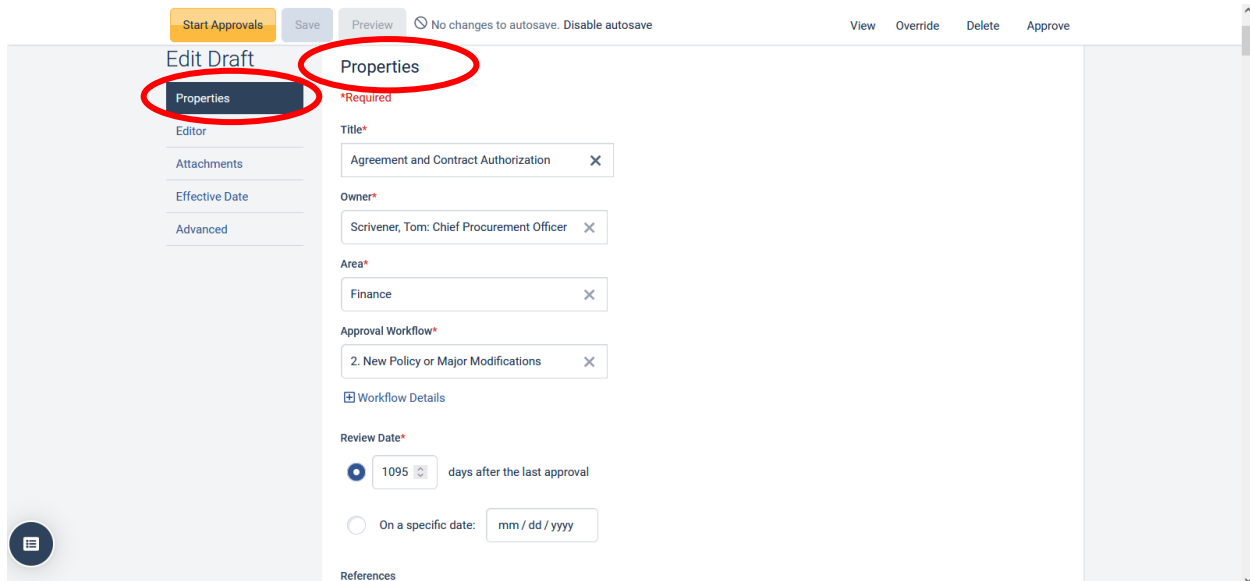 Start Approvals Save Preview No changes to autosave. Disable autosave View Override Delete Approve
Edit Draft
Properties
Editor
Attachments
Effective Date
Advanced
Properties
*Required
Title*
Agreement and Contract Authorization
Owner*
Scrivener, Tom: Chief Procurement Officer
Area*
Finance
Approval Workflow*
2. New Policy or Major Modifications
Workflow Details
Review Date*
1095 days after the last approval
On a specific date: mm / dd / yyyy
References